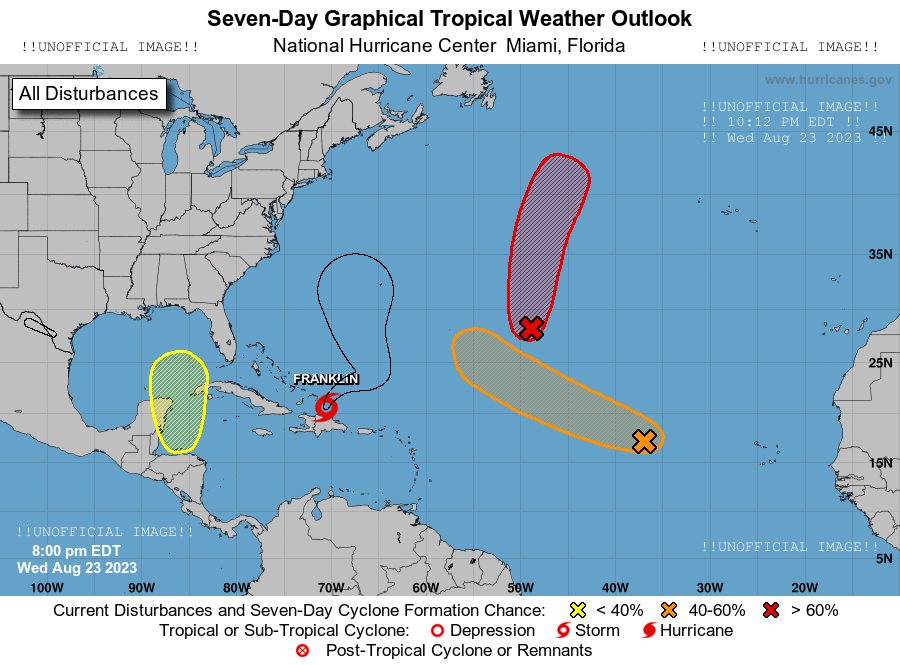 Seven-Day Graphical Tropical Weather Outlook
!!UNOFFICIAL IMAGE!! National Hurricane Center Miami, Florida !!UNOFFICIAL IMAGE!!
www.hurricanes.gov
All Disturbances
!!UNOFFICIAL IMAGE!!
!! 10:12 PM EDT !!
!! Wed Aug 23 2023 !!
45N
35N
25N
FRANKLIN
15N
!!UNOFFICIAL IMAGE!!
8:00 pm EDT
Wed Aug 23 2023
!!UNOFFICIAL IMAGE!!
5N
100W 90W 80W 70W 60W 50W 40W 30W 20W
Current Disturbances and Seven-Day Cyclone Formation Chance: < 40% 40-60% > 60%
Tropical or Sub-Tropical Cyclone: Depression Storm Hurricane
Post-Tropical Cyclone or Remnants